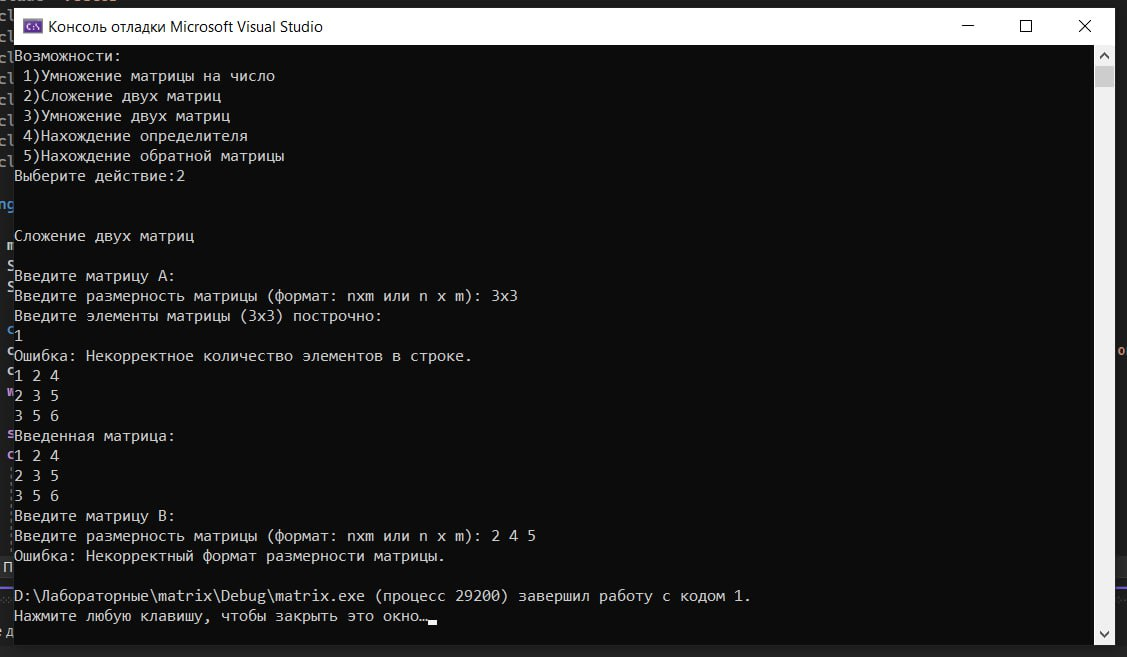 Консоль отладки Microsoft Visual Studio
Возможности:
1)Умножение матрицы на число
2)Сложение двух матриц
3)Умножение двух матриц
4)Нахождение определителя
5)Нахождение обратной матрицы
Выберите действие:2
Сложение двух матриц
Введите матрицу A:
Введите размерность матрицы (формат: nxm или n x m): 3x3
Введите элементы матрицы (3x3) построчно:
1
Ошибка: Некорректное количество элементов в строке.
1 2 4
2 3 5
3 5 6
Введенная матрица:
1 2 4
2 3 5
3 5 6
Введите матрицу B:
Введите размерность матрицы (формат: nxm или n x m): 2 4 5
Ошибка: Некорректный формат размерности матрицы.
D:\Лабораторные\matrix\Debug\matrix.exe (процесс 29200) завершил работу с кодом 1.
Нажмите любую клавишу, чтобы закрыть это окно…